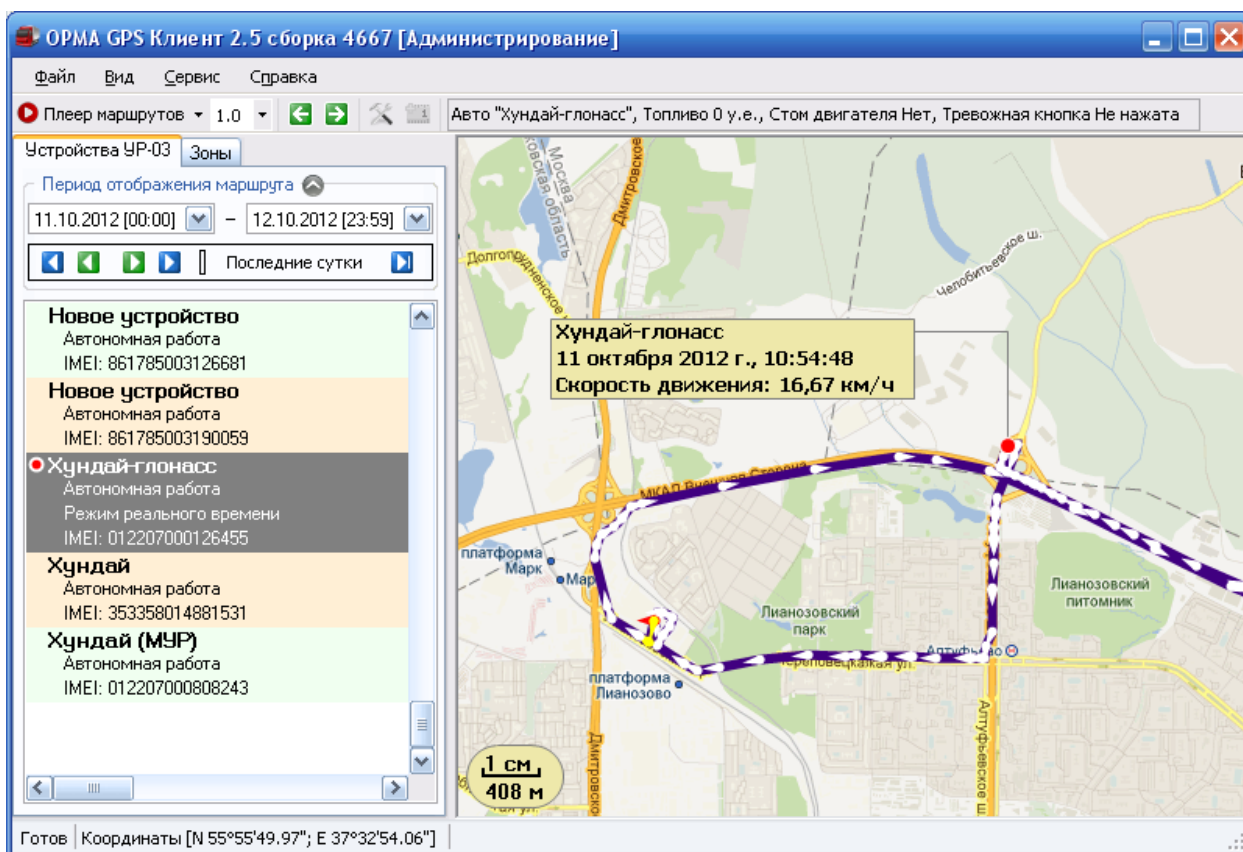 ОРМА GPS Клиент 2.5 сборка 4667 [Администрирование]
Файл Вид Сервис Справка
Плеер маршрутов 1.0
Авто "Хундай-глонасс", Топливо 0 у.е., Стом двигателя Нет, Тревожная кнопка Не нажата
Устройства УР-03 Зоны
Период отображения маршрута
11.10.2012 [00:00] – 12.10.2012 [23:59]
Последние сутки
Новое устройство
Автономная работа
IMEI: 861785003126681
Новое устройство
Автономная работа
IMEI: 861785003190059
Хундай-глонасс
Автономная работа
Режим реального времени
IMEI: 012207000126455
Хундай
Автономная работа
IMEI: 353358014881531
Хундай (МУР)
Автономная работа
IMEI: 012207000808243
Москва
Дмитровское
Челобитьевское ш.
Хундай-глонасс
11 октября 2012 г., 10:54:48
Скорость движения: 16,67 км/ч
МКАД Внешняя Сторона
платформа
Марк
Лианозовский
питомник
Лианозовский
парк
Алтуфьево
Череповецкая ул.
платформа
Лианозово
Дмитровское
Алтуфьевское ш.
1 см
408 м
Готов
Координаты [N 55°55'49.97"; E 37°32'54.06"]